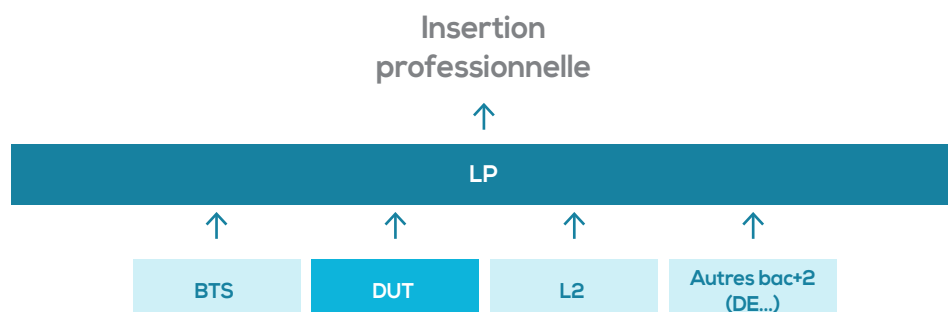 Insertion
professionnelle
LP
BTS
DUT
L2
Autres bac+2
(DE...)